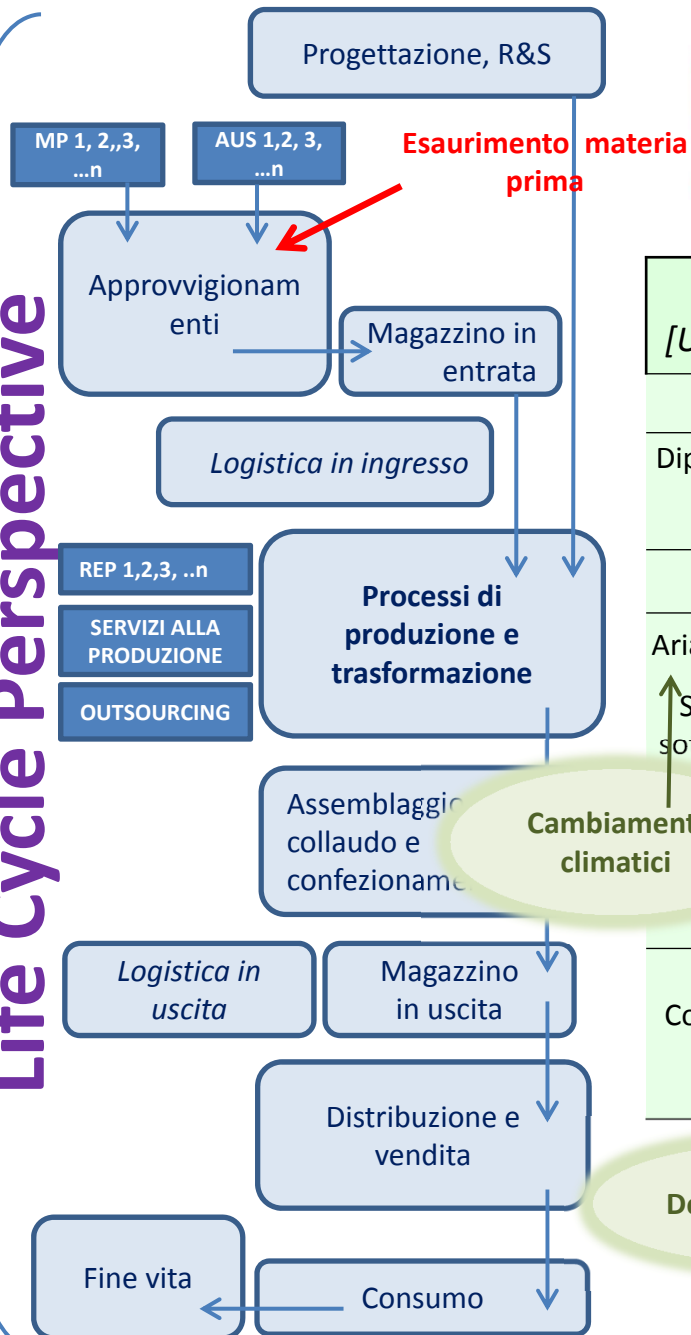 Progettazione, R&S
MP 1, 2,,3,
…n
AUS 1,2, 3,
…n
Esaurimento materia
prima
Approvvigionam
enti
Magazzino in
entrata
Logistica in ingresso
Life Cycle Perspective
REP 1,2,3, ..n
SERVIZI ALLA
PRODUZIONE
OUTSOURCING
Processi di
produzione e
trasformazione
Assemblaggio
collaudo e
confezioname
Cambiament
climatici
Logistica in
uscita
Magazzino
in uscita
Distribuzione e
vendita
Fine vita
Consumo
[U
Dip
Aria
S
so
Co
D